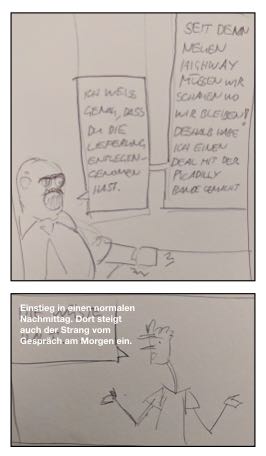 ICH WEIß
GENAU, DASS
DU DIE
LIEFERUNG
ENTGEGEN-
GENOMEN
HAST.
SEIT DEM
NEUEN
HIGHWAY
MÜSSEN WIR
SCHAUEN WO
WIR BLEIBEN!
DESHALB HABE
ICH EINEN
DEAL MIT DER
PICADILLY
BANDE GEMACHT
Einstieg in einen normalen
Nachmittag. Dort steigt
auch der Strang vom
Gespräch am Morgen ein.